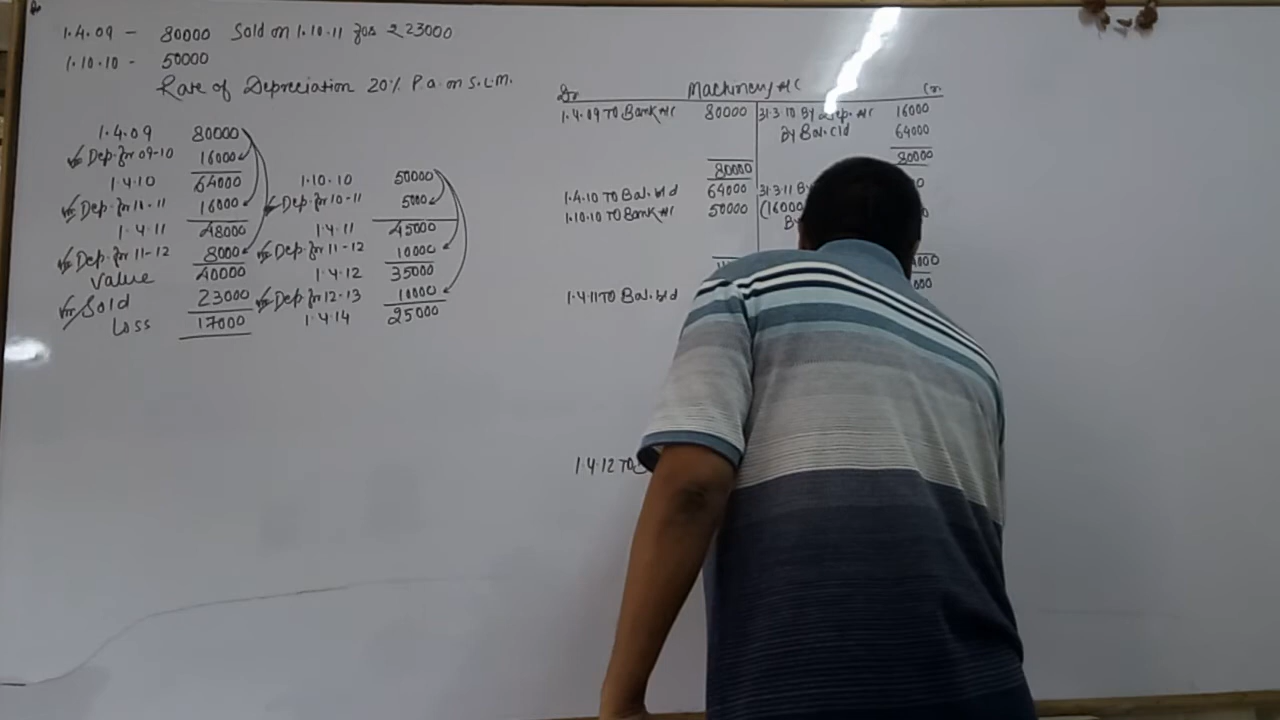 1.4.09 - 80000 Sold on 1.10.11 for ₹23000
1.10.10 - 50000
Rate of Depreciation 20% P.a. on S.L.M.
1.4.09 80000
Dep. for 09-10 16000
1.4.10 64000
Dep. for 10-11 16000
1.4.11 48000
Dep. for 11-12 8000
Value 40000
Sold 23000
Loss 17000
1.10.10 50000
Dep. for 10-11 5000
1.4.11 45000
Dep. for 11-12 10000
1.4.12 35000
Dep. for 12-13 10000
1.4.14 25000
Dr. Machinery A/C Cr.
1.4.09 TO Bank A/c 80000 31.3.10 By Dep. A/c 16000
By Bal. C/d 64000
80000 80000
1.4.10 TO Bal. b/d 64000 31.3.11 By
1.10.10 TO Bank A/c 50000 (16000
1.4.11 TO Bal. b/d
1.4.12 TO